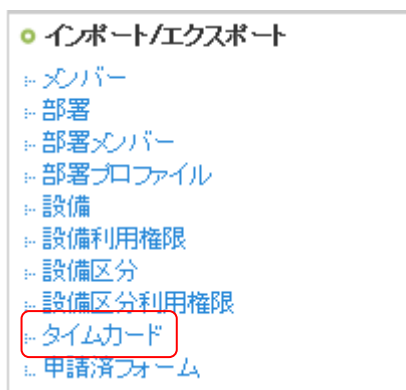 インポート/エクスポート
メンバー
部署
部署メンバー
部署プロファイル
設備
設備利用権限
設備区分
設備区分利用権限
タイムカード
申請済フォーム